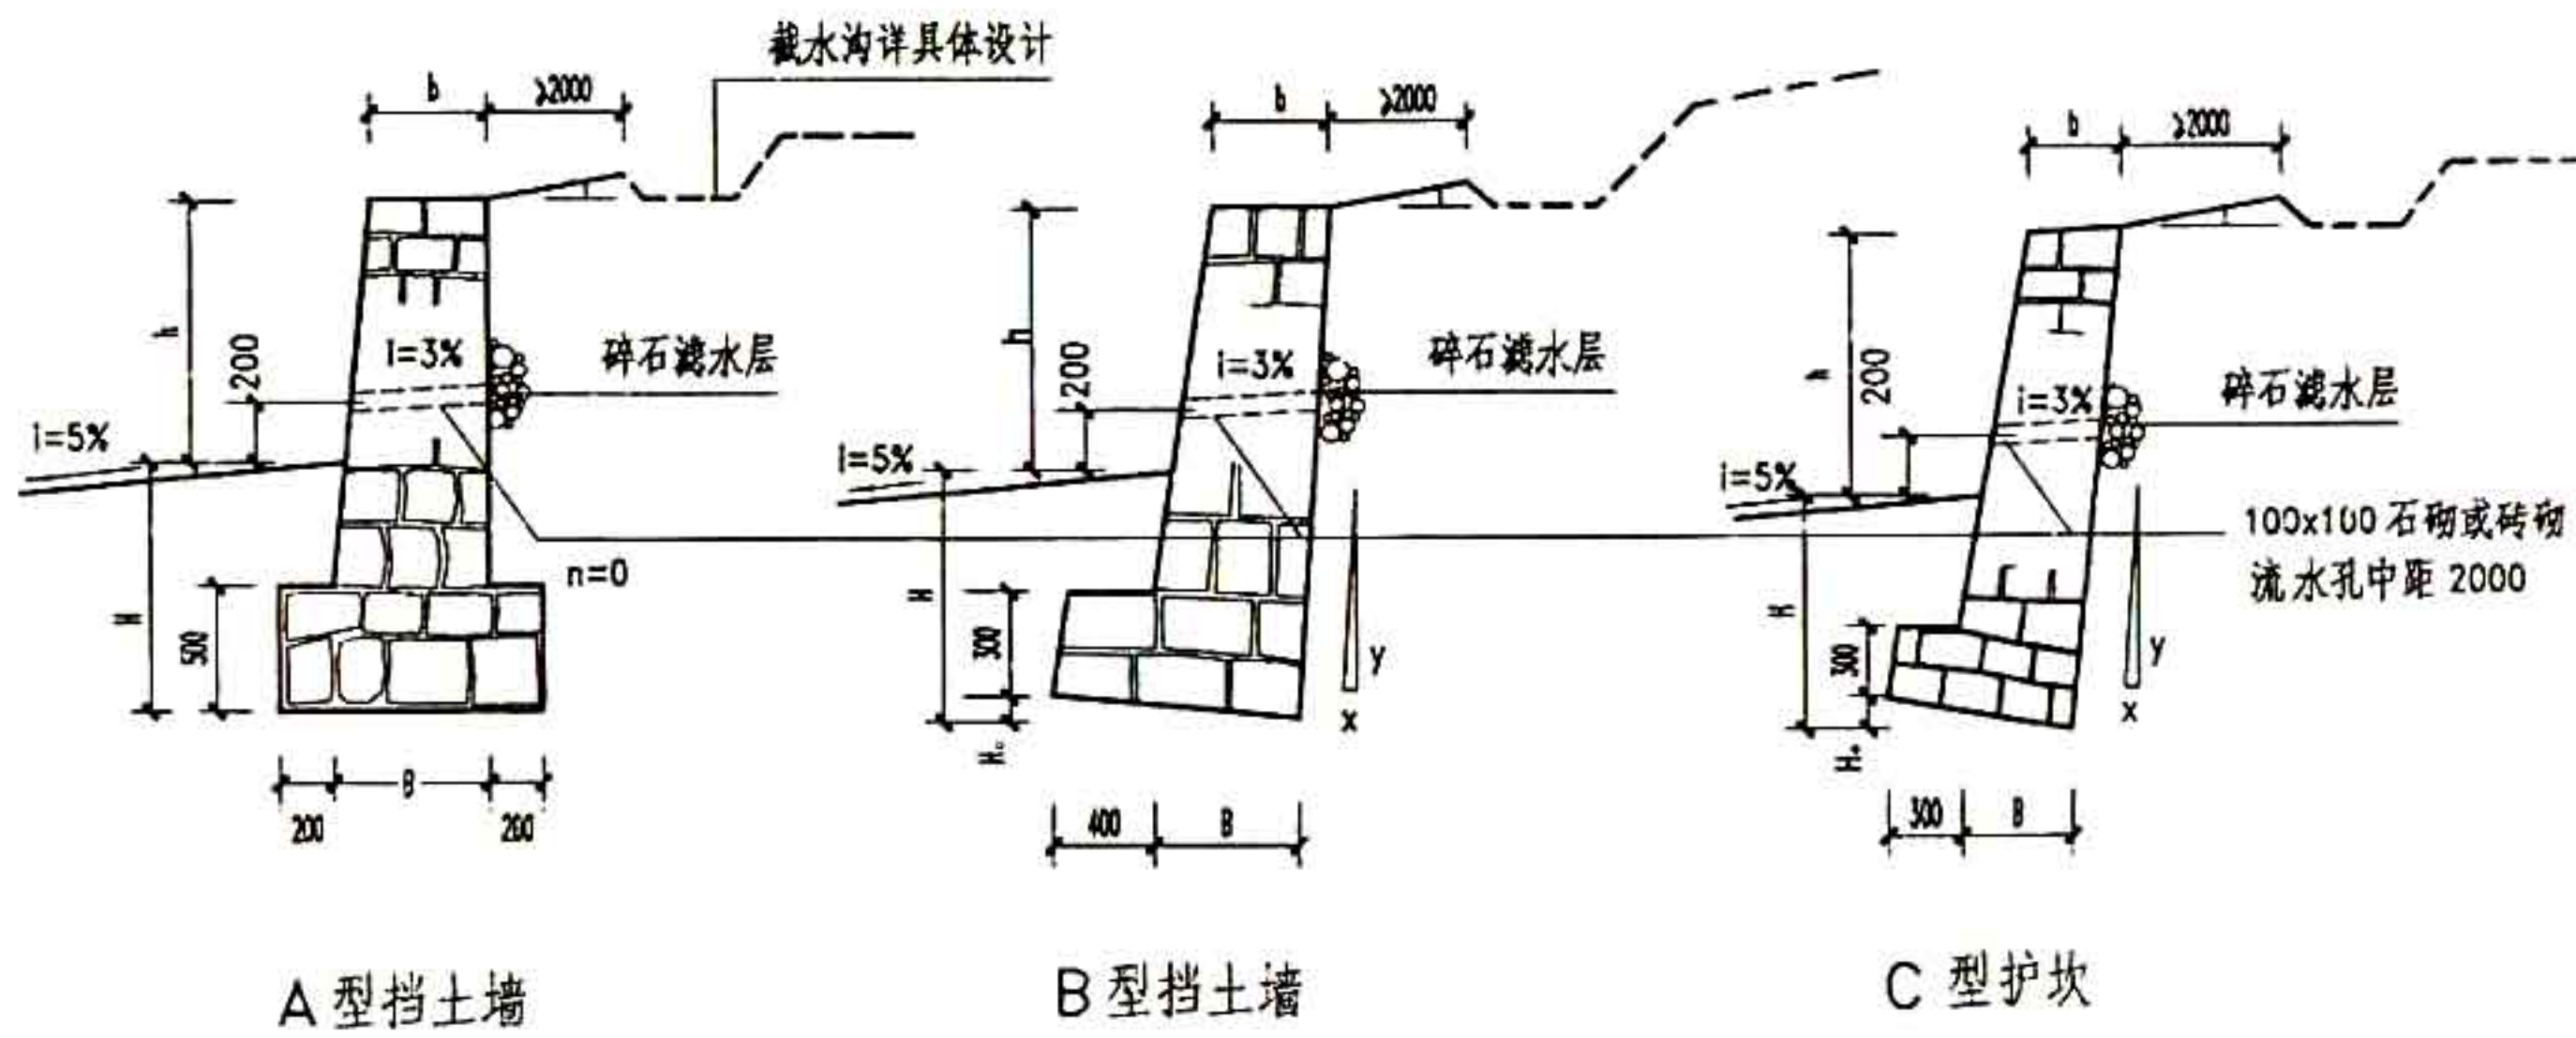 截水沟详具体设计
b
≥2000
b
≥2000
b
≥2000
h
200
i=3%
碎石滤水层
i=5%
h
200
i=3%
碎石滤水层
i=5%
h
200
i=3%
碎石滤水层
i=5%
100x100 石砌或砖砌
流水孔中距 2000
n=0
H
500
H
300
H₀
y
x
H
300
H₀
y
x
200
B
200
400
B
300
B
A 型挡土墙
B 型挡土墙
C 型护坎